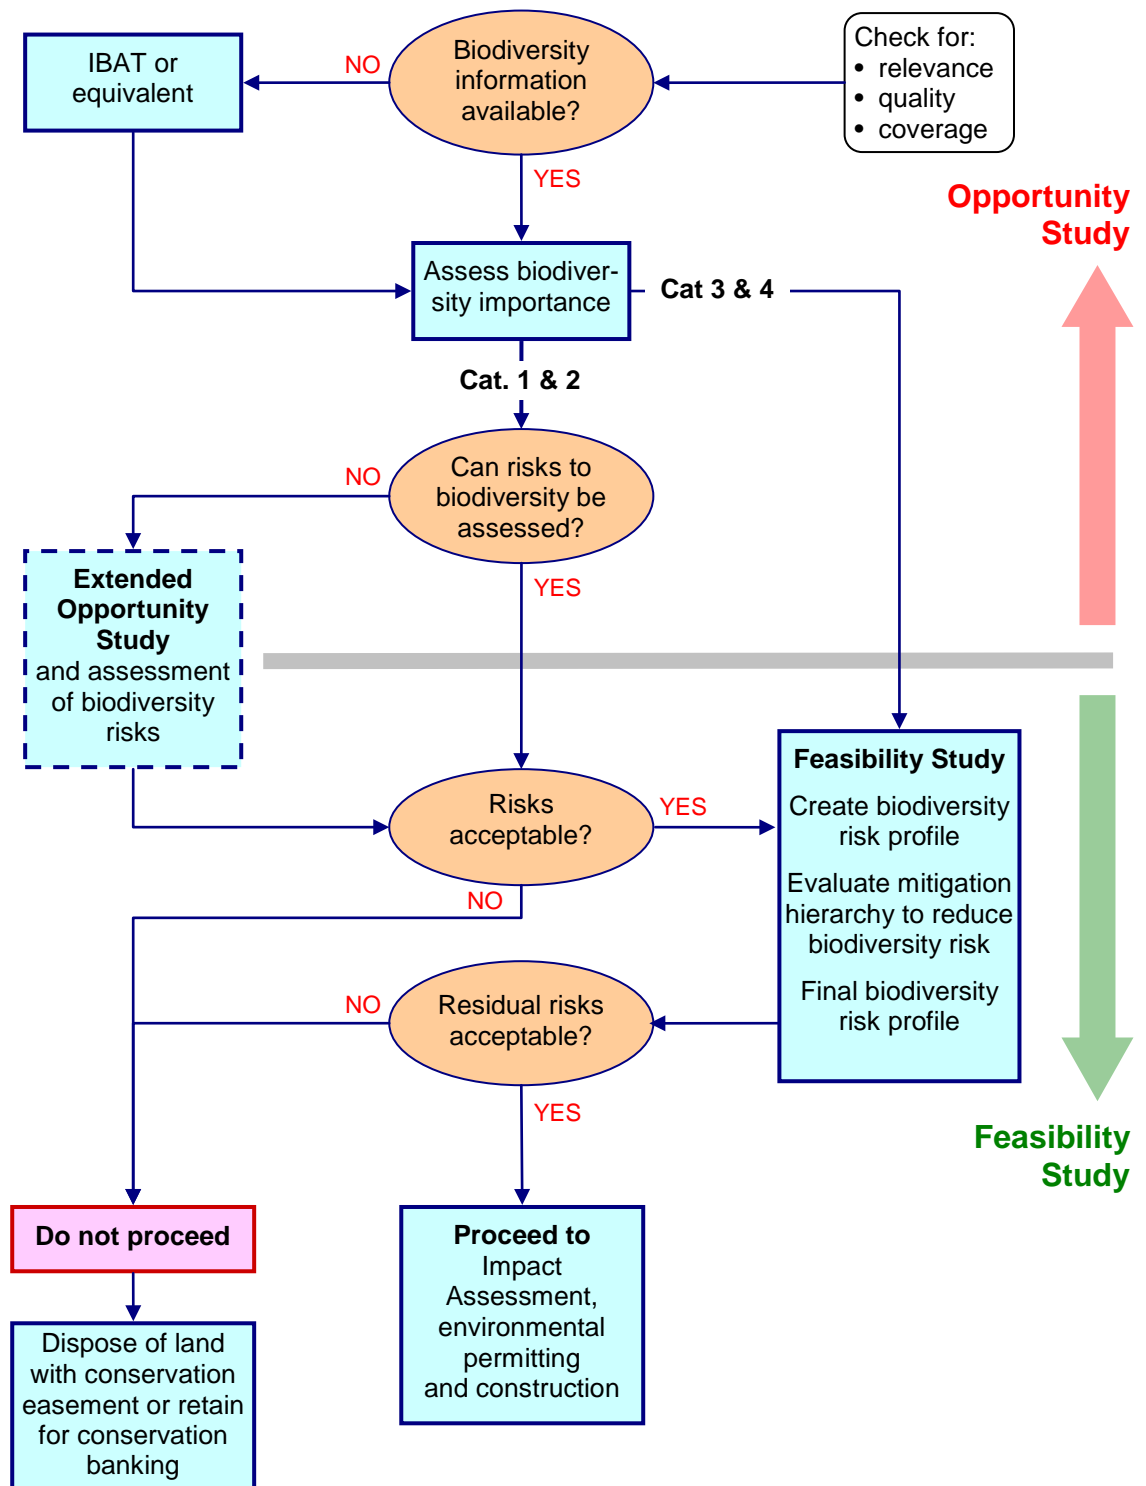 IBAT or
equivalent
NO
Biodiversity
information
available?
Check for:
• relevance
• quality
• coverage
YES
Opportunity
Study
Assess biodiver-
sity importance
Cat 3 & 4
Cat. 1 & 2
NO
Can risks to
biodiversity be
assessed?
YES
Extended
Opportunity
Study
and assessment
of biodiversity
risks
Risks
acceptable?
YES
NO
Feasibility Study
Create biodiversity
risk profile
Evaluate mitigation
hierarchy to reduce
biodiversity risk
Final biodiversity
risk profile
NO
Residual risks
acceptable?
YES
Feasibility
Study
Do not proceed
Proceed to
Impact
Assessment,
environmental
permitting
and construction
Dispose of land
with conservation
easement or retain
for conservation
banking